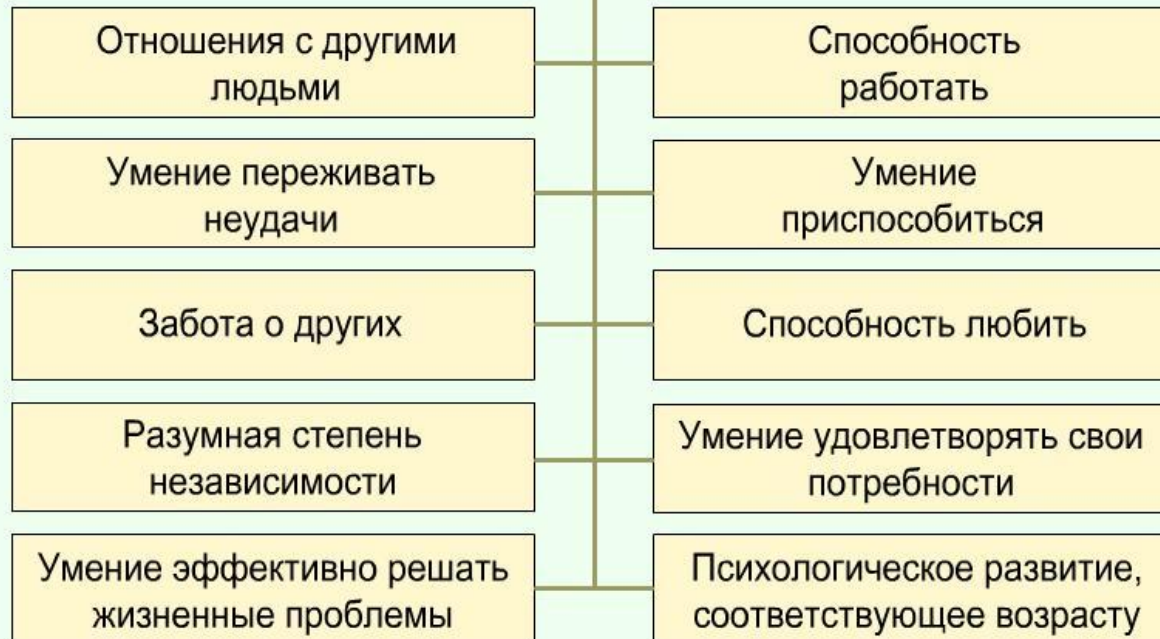 Отношения с другими
людьми
Способность
работать
Умение переживать
неудачи
Умение
приспособиться
Забота о других
Способность любить
Разумная степень
независимости
Умение удовлетворять свои
потребности
Умение эффективно решать
жизненные проблемы
Психологическое развитие,
соответствующее возрасту